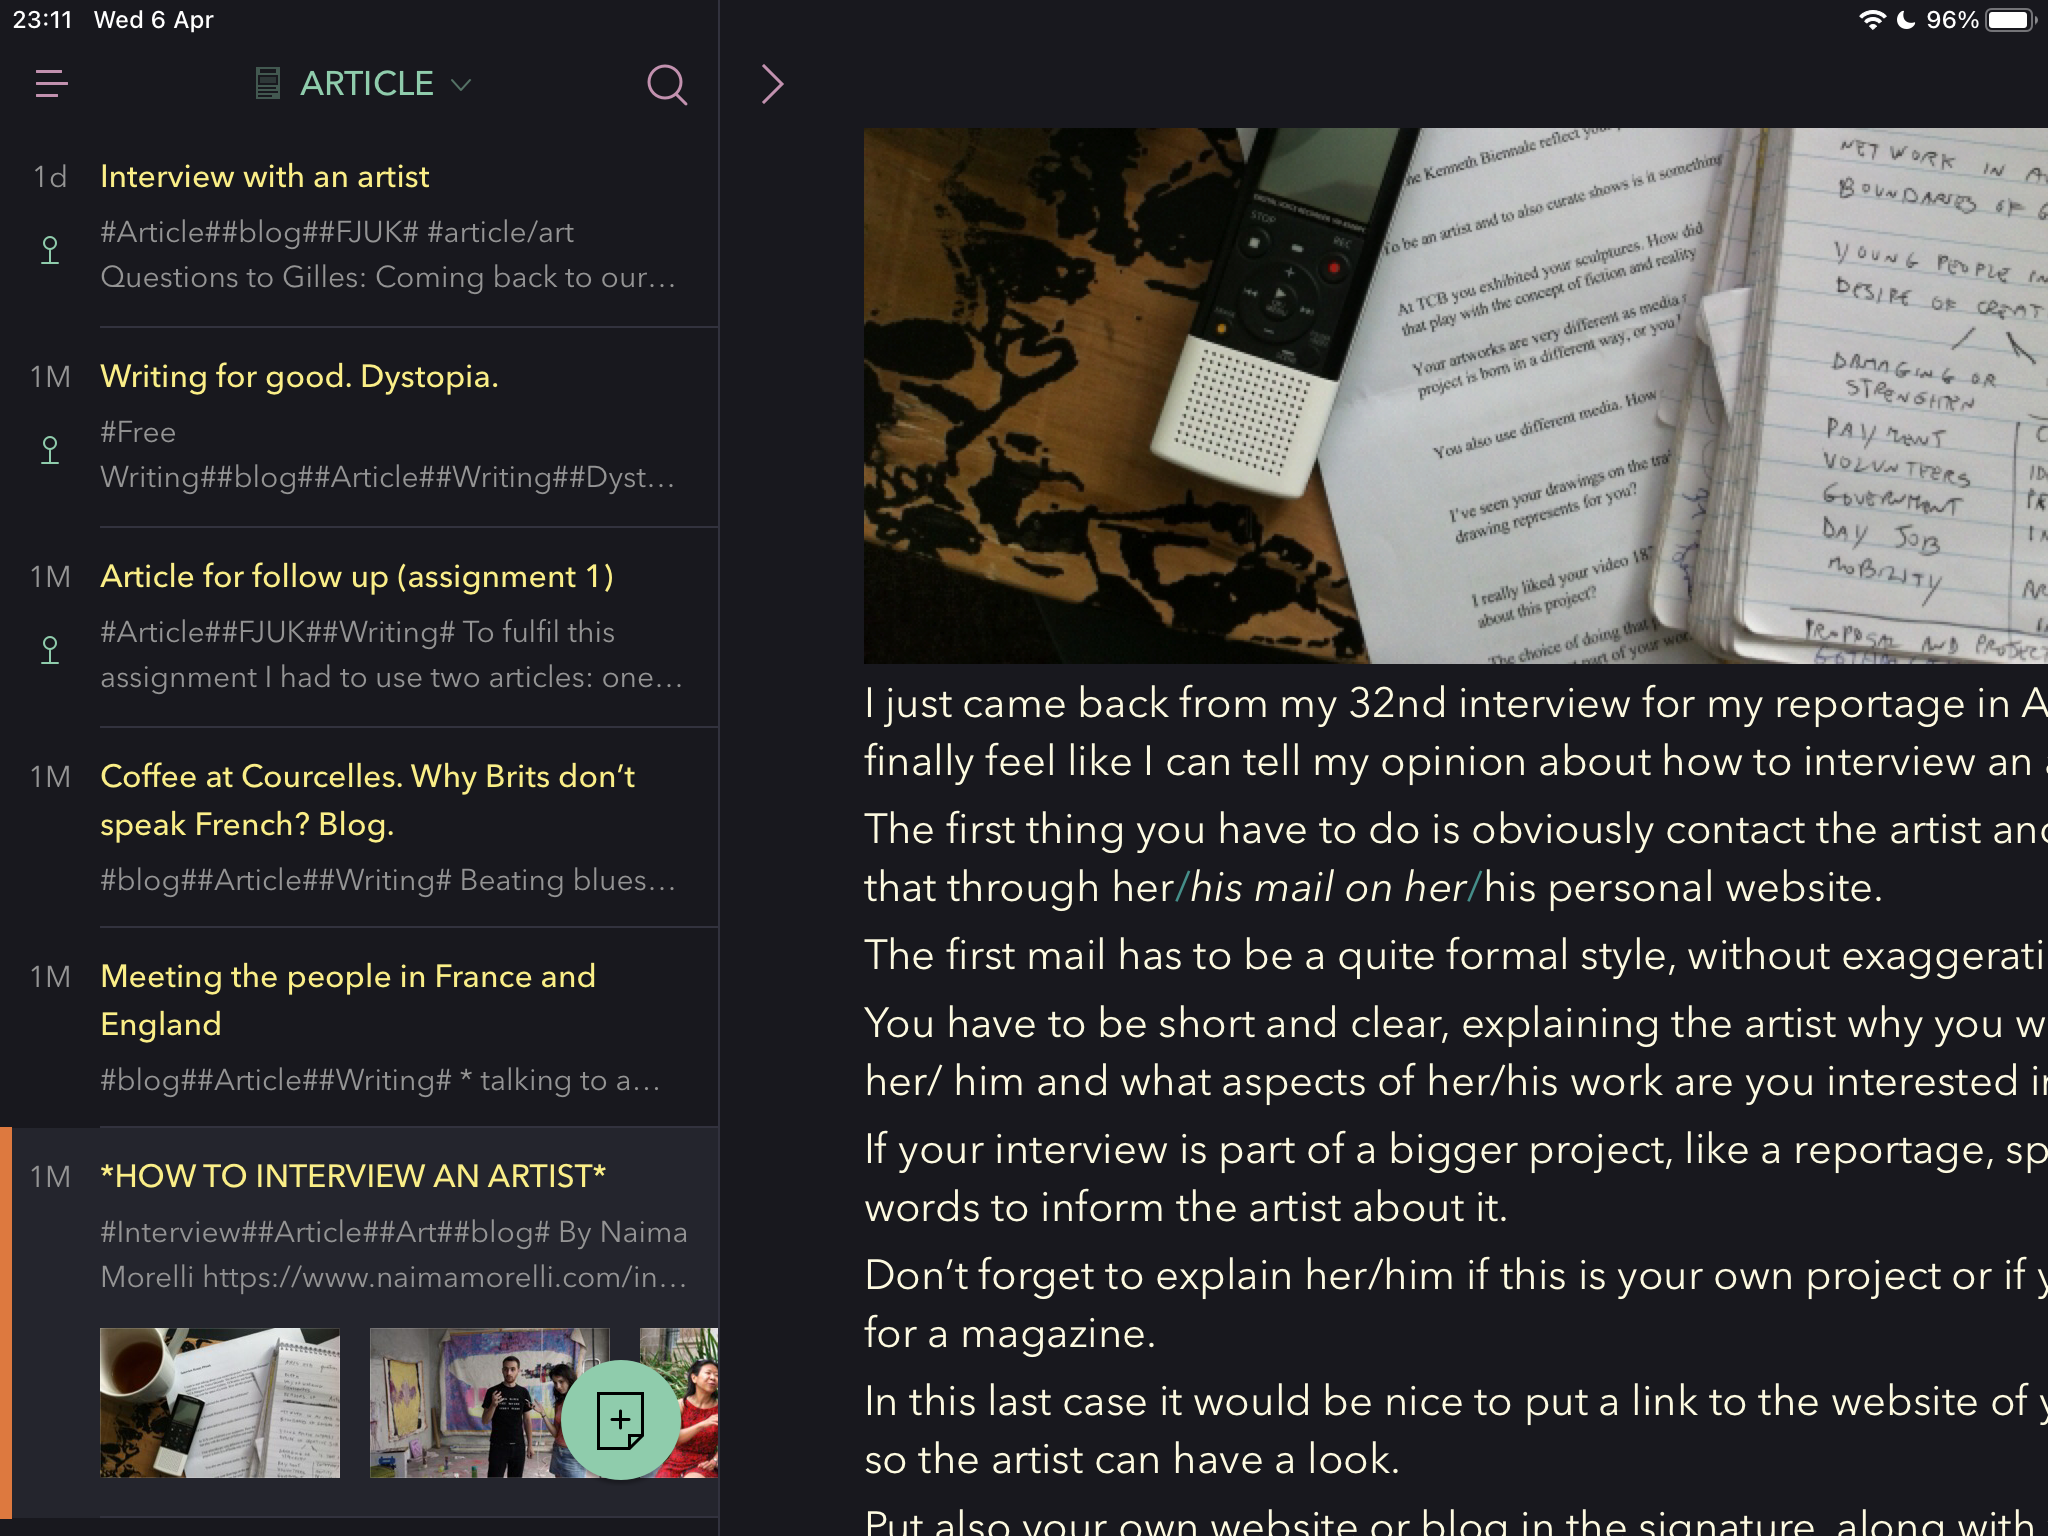 23:11 Wed 6 Apr
96%
ARTICLE
1d Interview with an artist
#Article##blog##FJUK# #article/art
Questions to Gilles: Coming back to our…
1M Writing for good. Dystopia.
#Free
Writing##blog##Article##Writing##Dyst…
1M Article for follow up (assignment 1)
#Article##FJUK##Writing# To fulfil this
assignment I had to use two articles: one…
1M Coffee at Courcelles. Why Brits don’t
speak French? Blog.
#blog##Article##Writing# Beating blues…
1M Meeting the people in France and
England
#blog##Article##Writing# * talking to a…
1M *HOW TO INTERVIEW AN ARTIST*
#Interview##Article##Art##blog# By Naima
Morelli https://www.naimamorelli.com/in…
STOP
REC
Kenneth Biennale reflect
To be an artist and to also curate shows is it something
At TCB you exhibited your sculptures. How did
that play with the concept of fiction and reality
Your artworks are very different as media
project is born in a different way, or you
You also use different media. How
I've seen your drawings on the
drawing represents for you?
I really liked your video
about this project?
The choice of doing that
part of your
NETWORK IN
BOUNDARIES OF
YOUNG PEOPLE IN
DESIRE OF CREAT
DAMAGING OR
STRENGHTEN
PAYMENT
VOLUNTEERS
GOVERNMENT
DAY JOB
MOBILITY
PROPOSAL AND PROJECT
I just came back from my 32nd interview for my reportage in A
finally feel like I can tell my opinion about how to interview an
The first thing you have to do is obviously contact the artist and
that through her/his mail on her/his personal website.
The first mail has to be a quite formal style, without exaggerati
You have to be short and clear, explaining the artist why you w
her/ him and what aspects of her/his work are you interested in
If your interview is part of a bigger project, like a reportage, sp
words to inform the artist about it.
Don’t forget to explain her/him if this is your own project or if y
for a magazine.
In this last case it would be nice to put a link to the website of y
so the artist can have a look.
Put also your own website or blog in the signature, along with